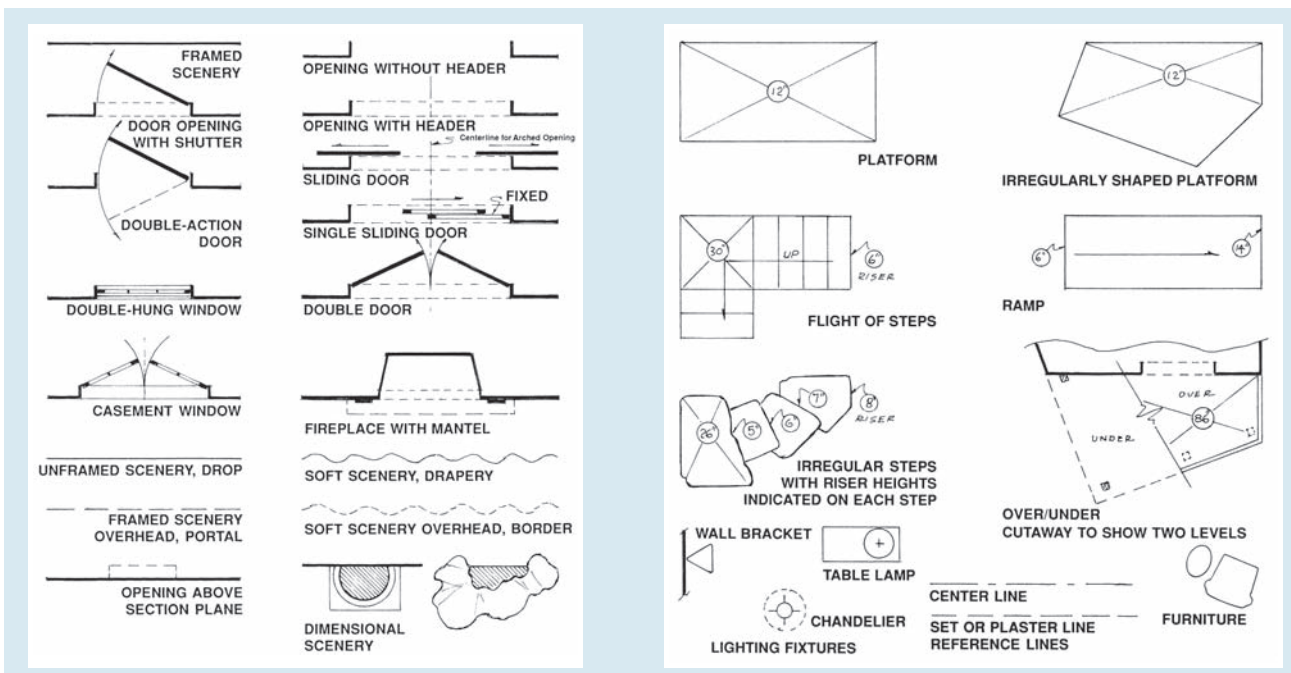 FRAMED
SCENERY
DOOR OPENING
WITH SHUTTER
DOUBLE-ACTION
DOOR
DOUBLE-HUNG WINDOW
CASEMENT WINDOW
UNFRAMED SCENERY, DROP
FRAMED SCENERY
OVERHEAD, PORTAL
OPENING ABOVE
SECTION PLANE
OPENING WITHOUT HEADER
OPENING WITH HEADER
Centerline for Arched Opening
SLIDING DOOR
FIXED
SINGLE SLIDING DOOR
DOUBLE DOOR
FIREPLACE WITH MANTEL
SOFT SCENERY, DRAPERY
SOFT SCENERY OVERHEAD, BORDER
DIMENSIONAL
SCENERY
12"
PLATFORM
12"
IRREGULARLY SHAPED PLATFORM
30"
UP
6"
RISER
FLIGHT OF STEPS
6"
14"
RAMP
26"
5"
6"
7"
8"
RISER
IRREGULAR STEPS
WITH RISER HEIGHTS
INDICATED ON EACH STEP
OVER
86"
UNDER
OVER/UNDER
CUTAWAY TO SHOW TWO LEVELS
WALL BRACKET
TABLE LAMP
CHANDELIER
LIGHTING FIXTURES
CENTER LINE
SET OR PLASTER LINE
REFERENCE LINES
FURNITURE